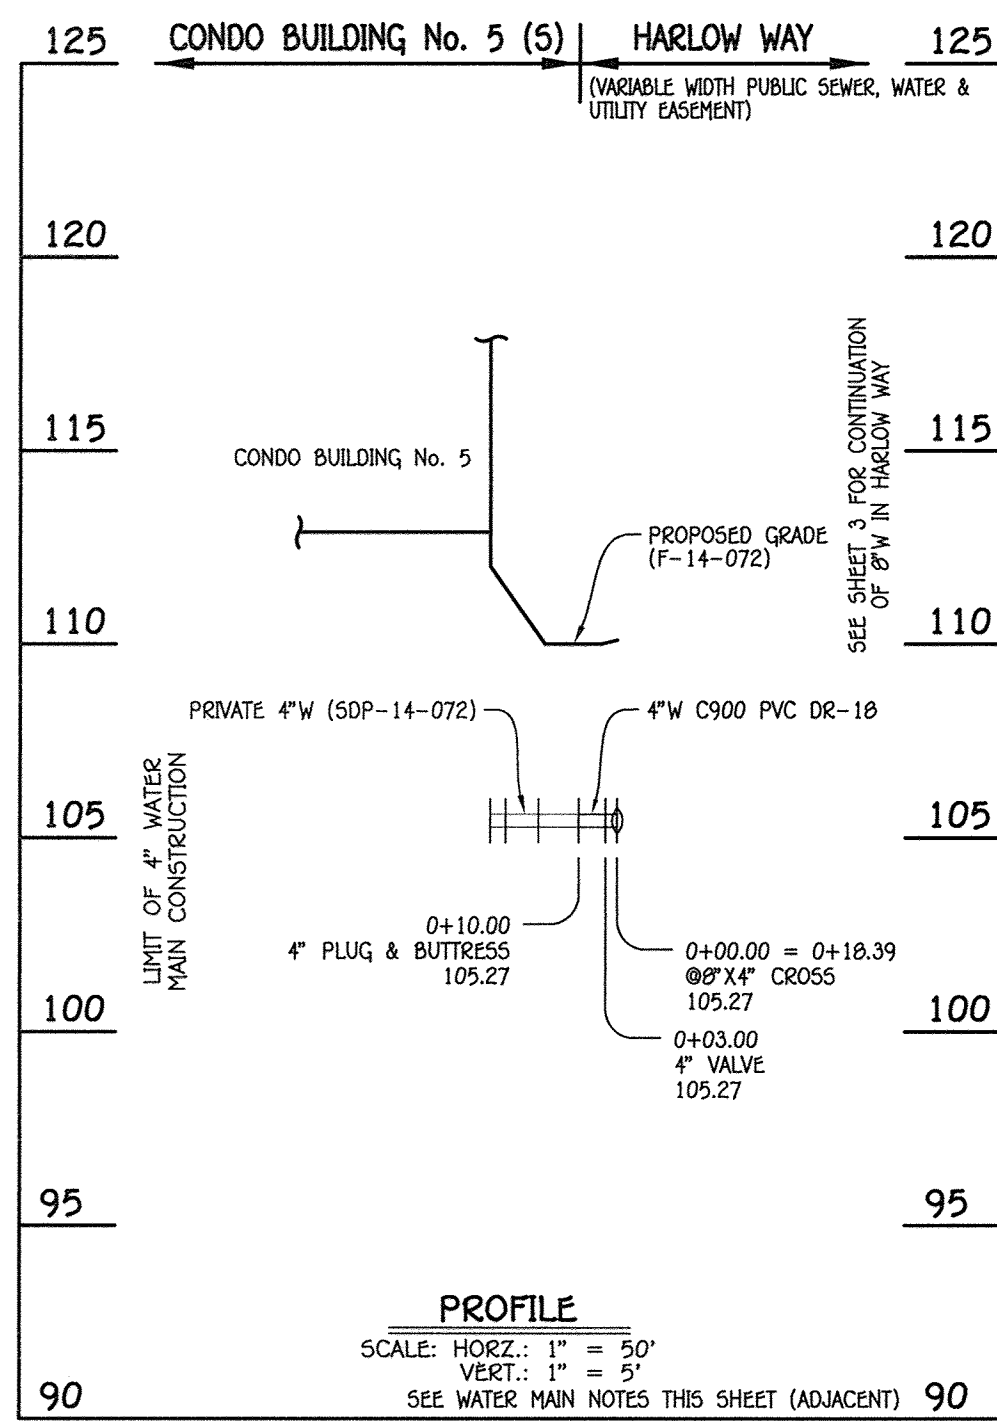 125
CONDO BUILDING No. 5 (S)
HARLOW WAY
125
(VARIABLE WIDTH PUBLIC SEWER, WATER &
UTILITY EASEMENT)
120
120
SEE SHEET 3 FOR CONTINUATION
OF 8"W IN HARLOW WAY
115
115
CONDO BUILDING No. 5
PROPOSED GRADE
(F-14-072)
110
110
PRIVATE 4"W (SDP-14-072)
4"W C900 PVC DR-18
LIMIT OF 4" WATER
MAIN CONSTRUCTION
105
105
0+10.00
4" PLUG & BUTTRESS
105.27
0+00.00 = 0+18.39
@8"X4" CROSS
105.27
100
100
0+03.00
4" VALVE
105.27
95
95
PROFILE
SCALE: HORZ.: 1" = 50'
VERT.: 1" = 5'
SEE WATER MAIN NOTES THIS SHEET (ADJACENT)
90
90